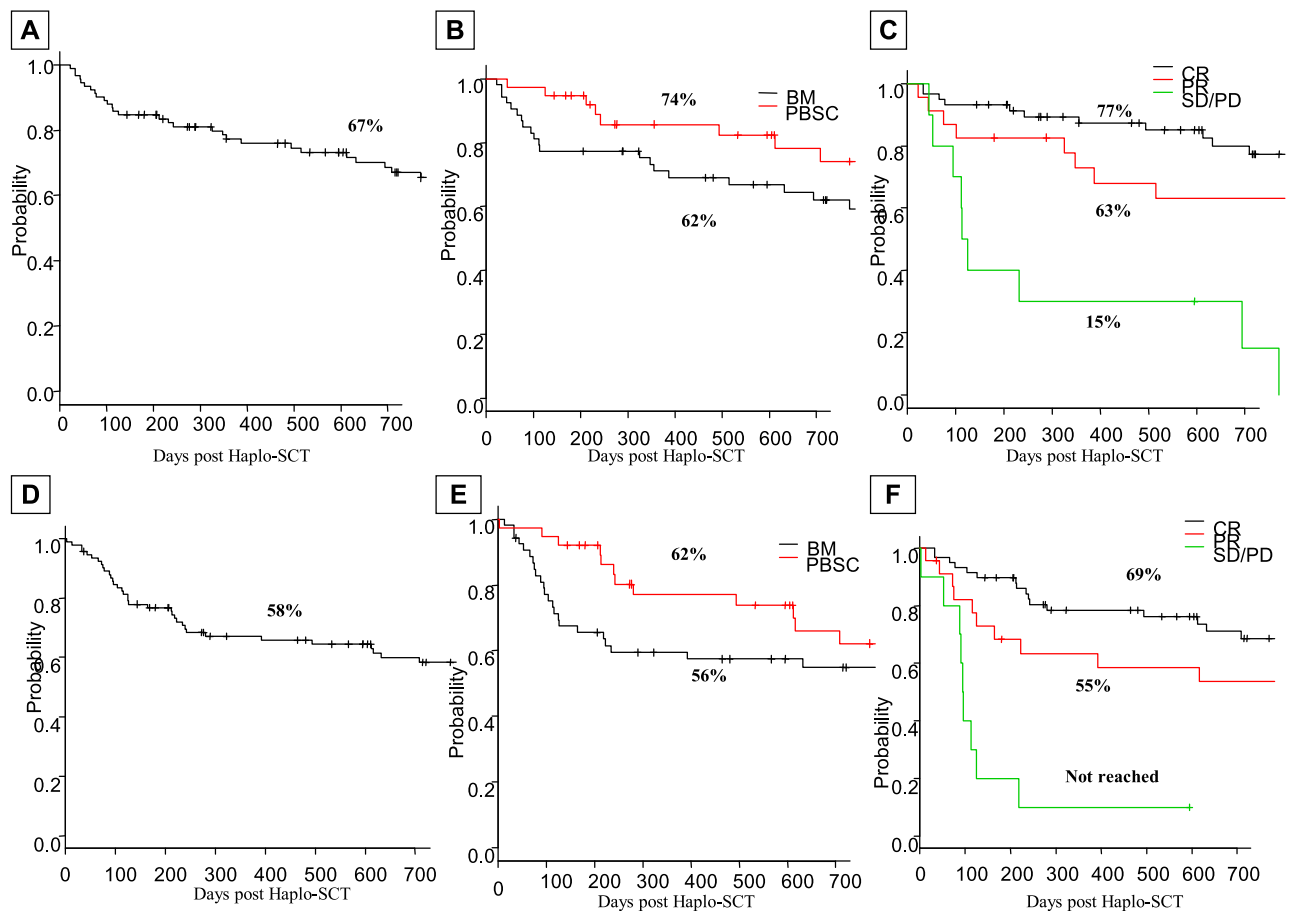 A
Probability
1.0
0.8
0.6
0.4
0.2
0.0
67%
0 100 200 300 400 500 600 700
Days post Haplo-SCT
B
Probability
1.0
0.8
0.6
0.4
0.2
0.0
74%
62%
BM
PBSC
0 100 200 300 400 500 600 700
Days post Haplo-SCT
C
Probability
1.0
0.8
0.6
0.4
0.2
0.0
CR
PR
SD/PD
77%
63%
15%
0 100 200 300 400 500 600 700
Days post Haplo-SCT
D
Probability
1.0
0.8
0.6
0.4
0.2
0.0
58%
0 100 200 300 400 500 600 700
Days post Haplo-SCT
E
Probability
1.0
0.8
0.6
0.4
0.2
0.0
62%
56%
BM
PBSC
0 100 200 300 400 500 600 700
Days post Haplo-SCT
F
Probability
1.0
0.8
0.6
0.4
0.2
0.0
CR
PR
SD/PD
69%
55%
Not reached
0 100 200 300 400 500 600 700
Days post Haplo-SCT